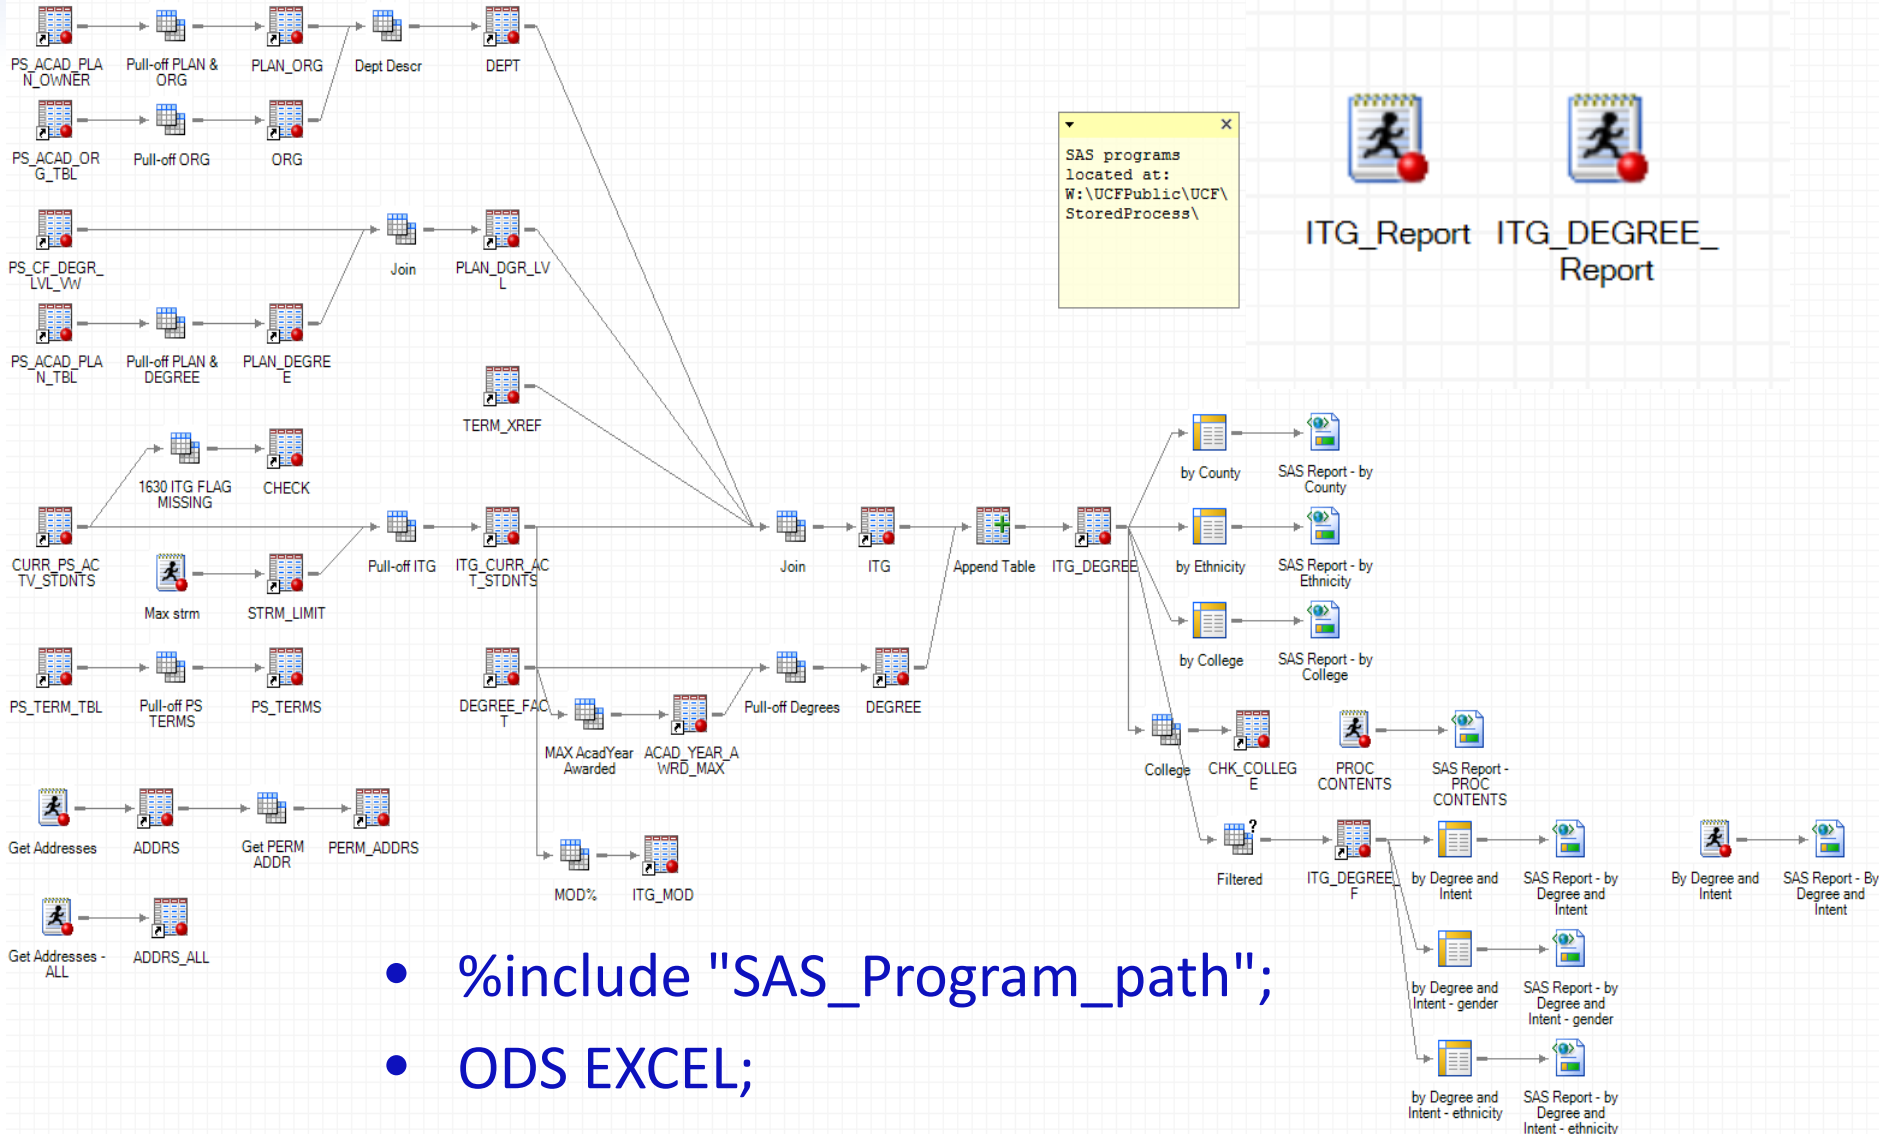 PS_ACAD_PLA
N_OWNER
Pull-off PLAN &
ORG
PLAN_ORG
Dept Descr
DEPT
PS_ACAD_OR
G_TBL
Pull-off ORG
ORG
SAS programs
located at:
W:\UCFPublic\UCF\
StoredProcess\
ITG_Report
ITG_DEGREE_
Report
PS_CF_DEGR_
LVL_VW
Join
PLAN_DGR_LV
L
PS_ACAD_PLA
N_TBL
Pull-off PLAN &
DEGREE
PLAN_DEGRE
E
TERM_XREF
1630 ITG FLAG
MISSING
CHECK
by County
SAS Report - by
County
CURR_PS_AC
TV_STDNTS
Pull-off ITG
ITG_CURR_AC
T_STDNTS
Join
ITG
Append Table
ITG_DEGREE
by Ethnicity
SAS Report - by
Ethnicity
Max strm
STRM_LIMIT
by College
SAS Report - by
College
PS_TERM_TBL
Pull-off PS
TERMS
PS_TERMS
DEGREE_FAC
T
Pull-off Degrees
DEGREE
MAX AcadYear
Awarded
ACAD_YEAR_A
WRD_MAX
College
CHK_COLLEG
E
PROC
CONTENTS
SAS Report -
PROC
CONTENTS
Get Addresses
ADDRS
Get PERM
ADDR
PERM_ADDRS
MOD%
ITG_MOD
Filtered
ITG_DEGREE_
F
by Degree and
Intent
SAS Report - by
Degree and
Intent
By Degree and
Intent
SAS Report - By
Degree and
Intent
Get Addresses -
ALL
ADDRS_ALL
• %include "SAS_Program_path";
by Degree and
Intent - gender
SAS Report - by
Degree and
Intent - gender
• ODS EXCEL;
by Degree and
Intent - ethnicity
SAS Report - by
Degree and
Intent - ethnicity